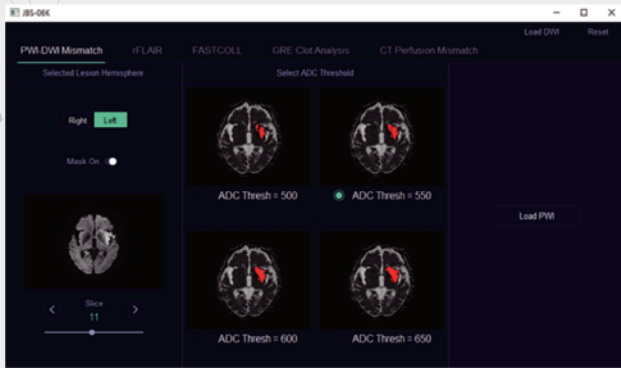 JBS-06K
Load DWI Reset
PWI-DWI Mismatch rFLAIR FASTCOLL GRE Clot Analysis CT Perfusion Mismatch
Selected Lesion Hemisphere
Select ADC Threshold
Right Left
Mask On
ADC Thresh = 500
ADC Thresh = 550
Load PWI
Slice
11
ADC Thresh = 600
ADC Thresh = 650